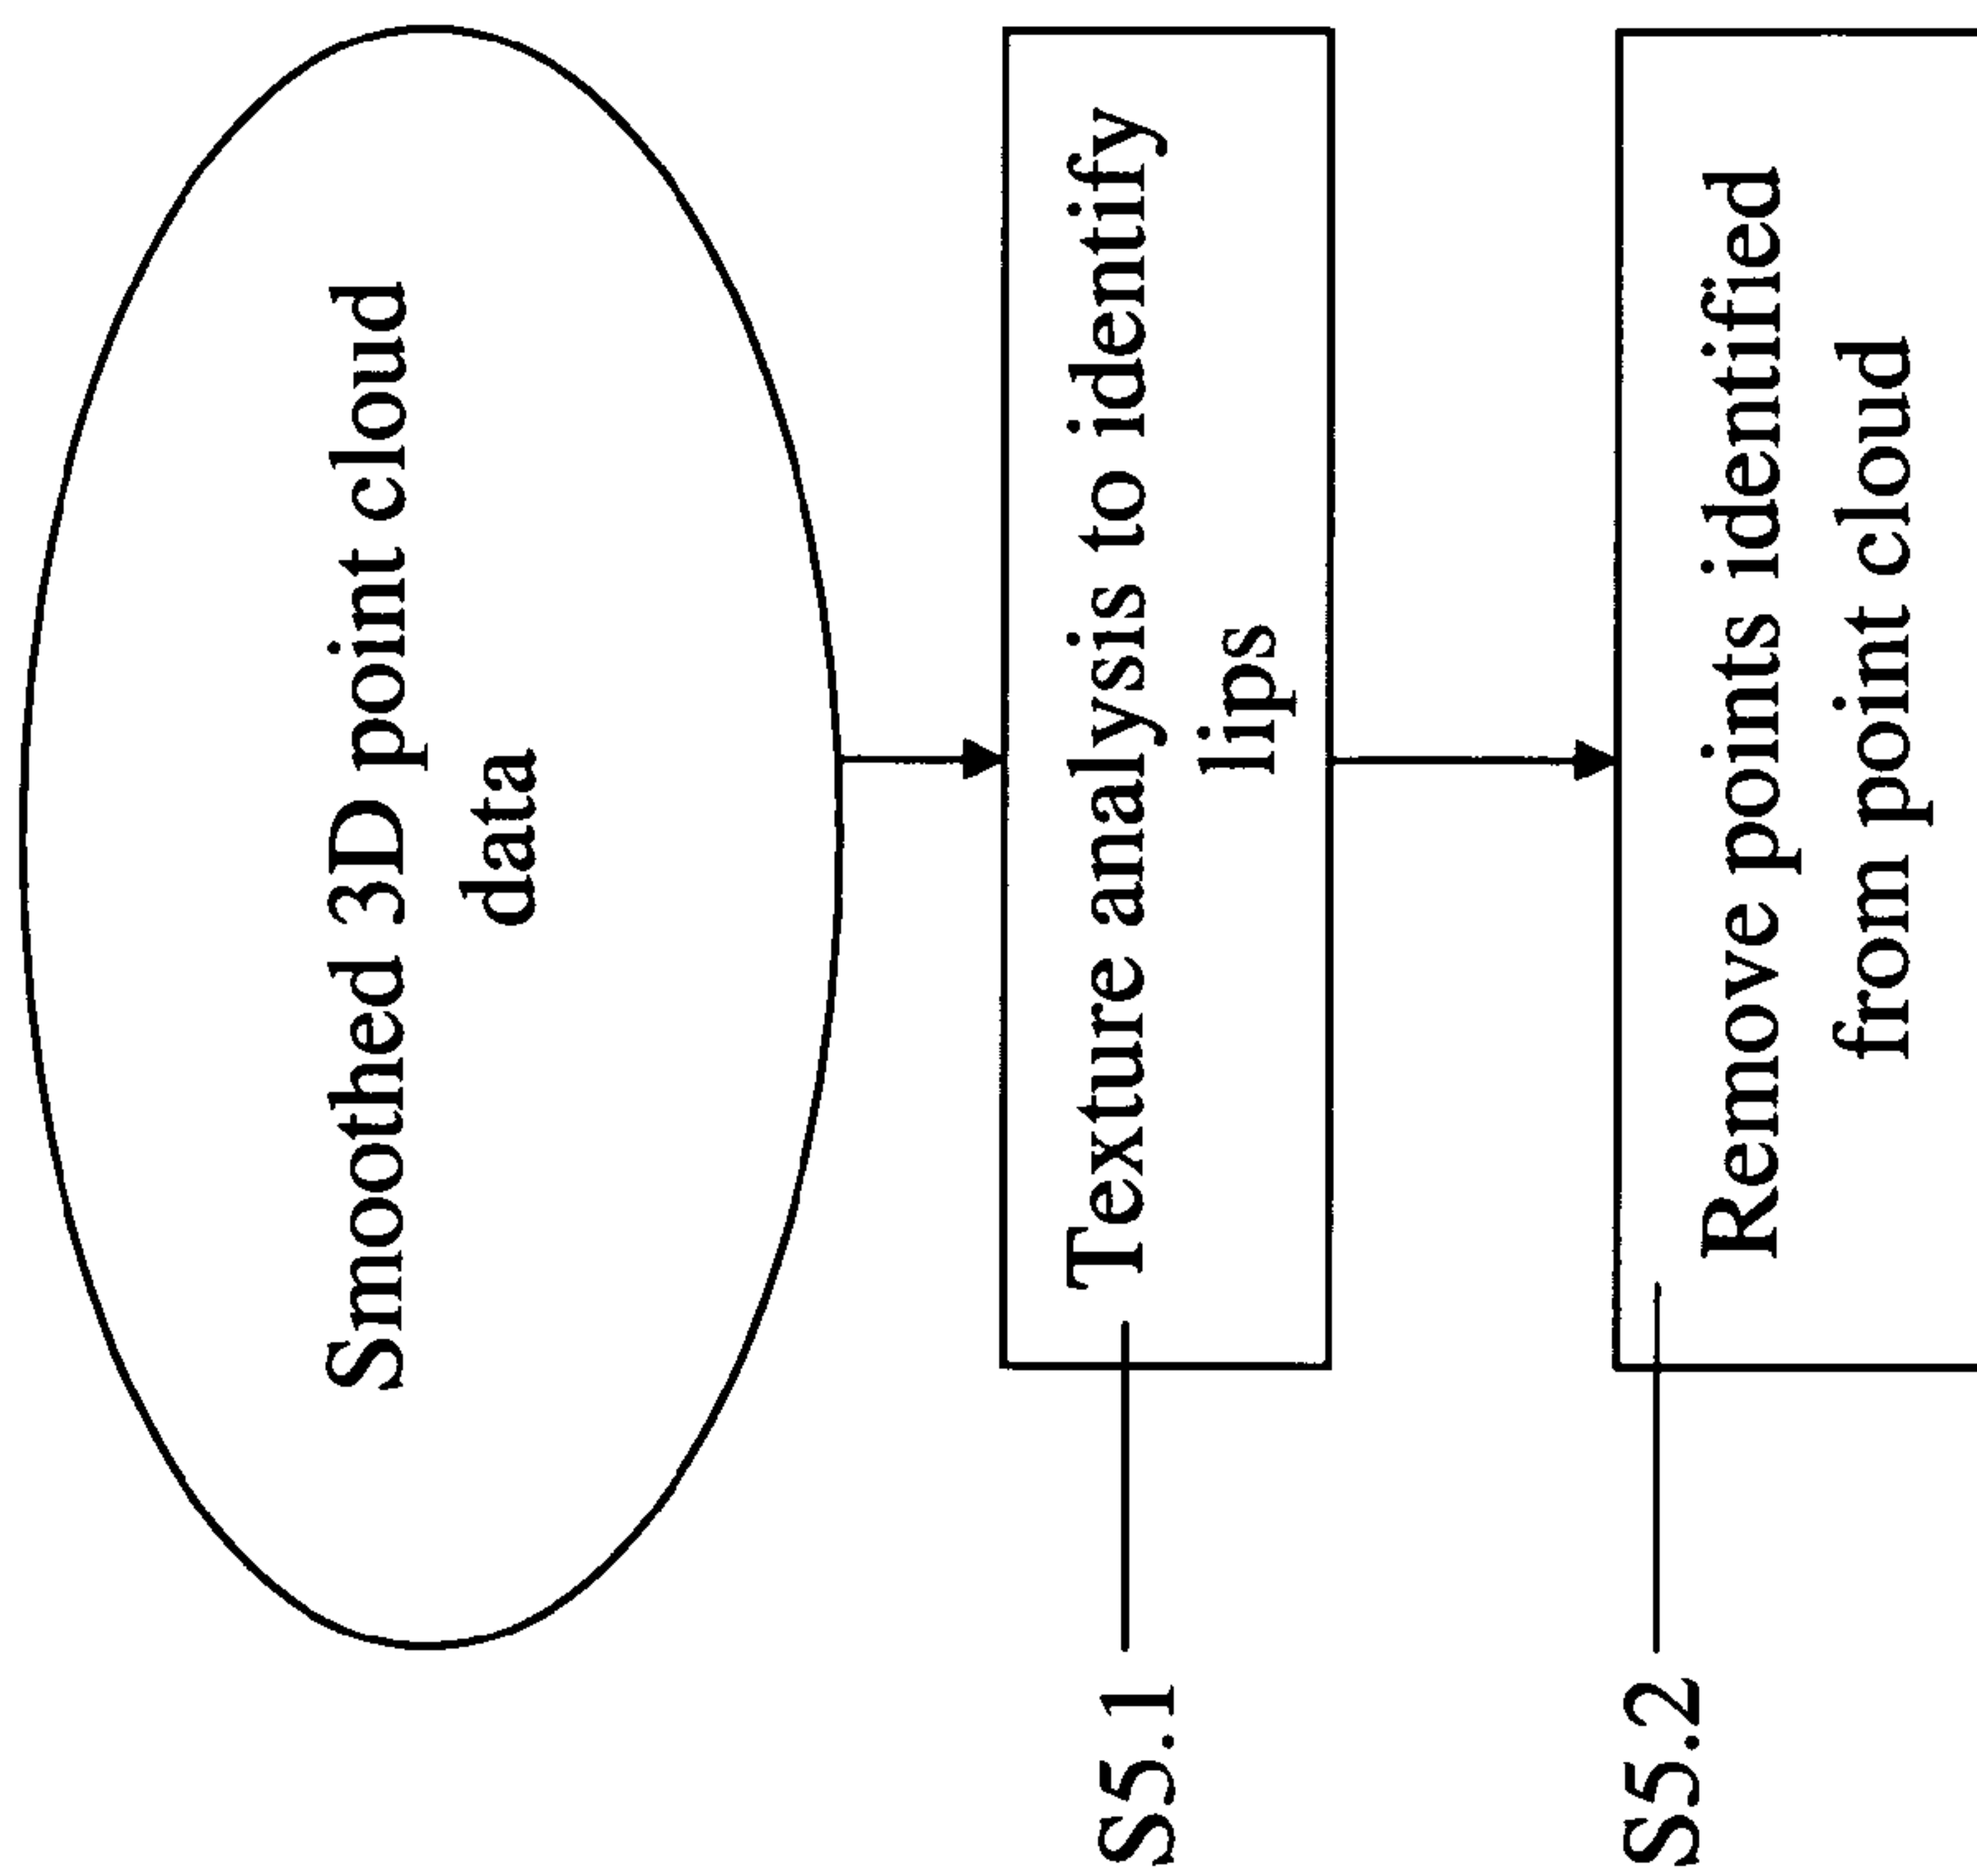 Smoothed 3D point cloud
data
S5.1
Texture analysis to identify
lips
S5.2
Remove points identified
from point cloud